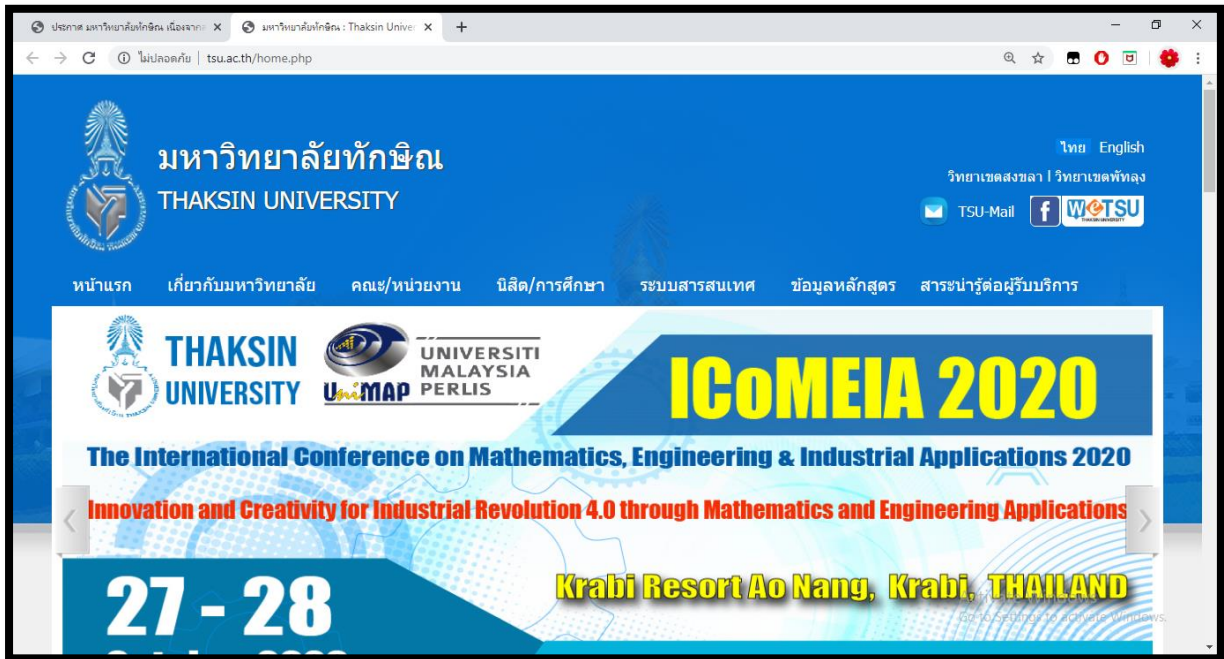 ประกาศ มหาวิทยาลัยทักษิณ เนื่องจาก
มหาวิทยาลัยทักษิณ : Thaksin Univer
ไม่ปลอดภัย | tsu.ac.th/home.php
มหาวิทยาลัยทักษิณ
THAKSIN UNIVERSITY
ไทย English
วิทยาเขตสงขลา l วิทยาเขตพัทลุง
TSU-Mail f WeTSU
หน้าแรก เกี่ยวกับมหาวิทยาลัย คณะ/หน่วยงาน นิสิต/การศึกษา ระบบสารสนเทศ ข้อมูลหลักสูตร สาระน่ารู้ต่อผู้รับบริการ
THAKSIN UNIVERSITY
UniMAP UNIVERSITI MALAYSIA PERLIS
ICoMEIA 2020
The International Conference on Mathematics, Engineering & Industrial Applications 2020
Innovation and Creativity for Industrial Revolution 4.0 through Mathematics and Engineering Applications
Krabi Resort Ao Nang, Krabi, THAILAND
27 - 28
Go to Settings to activate Windows.